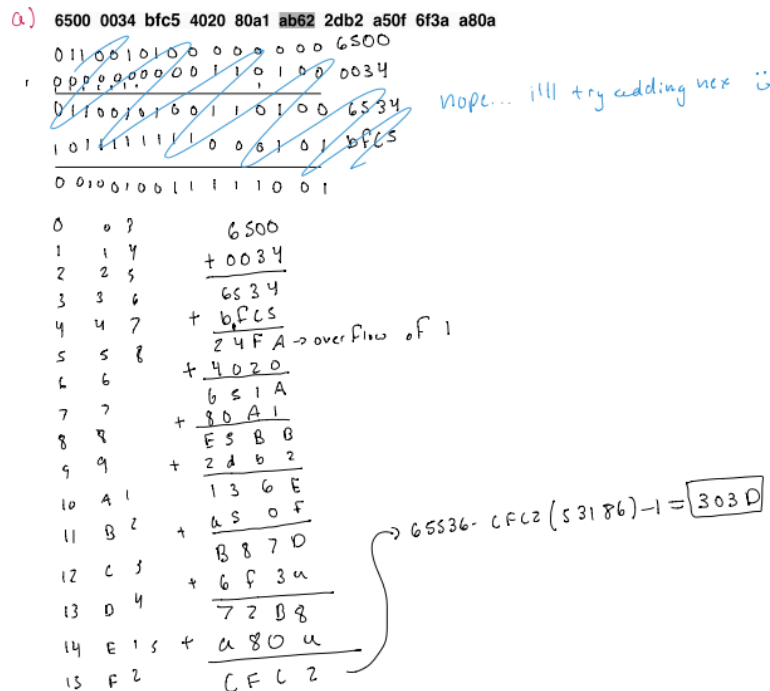 a) 6500 0034 bfc5 4020 80a1 ab62 2db2 a50f 6f3a a80a
0110010100000000 6500
0000000000110100 0034
0110010100110100 6534 nope... i'll try adding hex
1011111111000101 bfc5
0010010011111001
0 0 3
1 1 4
2 2 5
3 3 6
4 4 7
5 5 8
6 6
7 7
8 8
9 9
10 A 1
11 B 2
12 C 3
13 D 4
14 E 1 5
15 F 2
6500
+ 0034
6534
+ bfc5
24FA → overflow of 1
+ 4020
651A
+ 80A1
E5BB
+ 2db2
136E
+ a50f
B87D
+ 6f3a
72B8
+ a80a
CFC2
→ 65536 - CFC2 (53186) - 1 = 303D